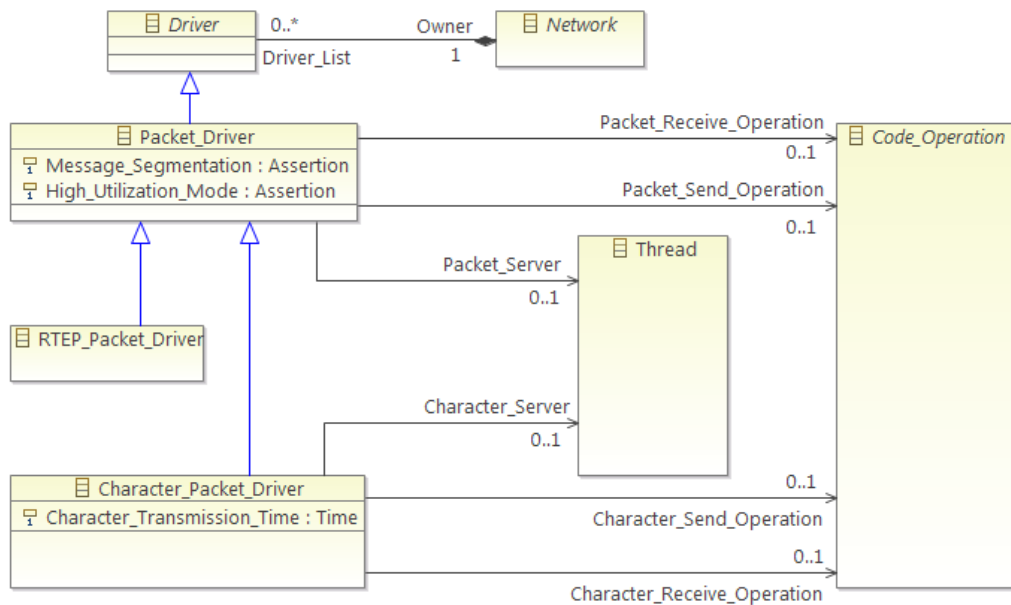 Driver
0..*
Owner
Network
Driver_List
1
Packet_Driver
Message_Segmentation : Assertion
High_Utilization_Mode : Assertion
Packet_Receive_Operation
0..1
Code_Operation
Packet_Send_Operation
0..1
Thread
Packet_Server
0..1
RTEP_Packet_Driver
Character_Server
0..1
Character_Packet_Driver
Character_Transmission_Time : Time
0..1
Character_Send_Operation
0..1
Character_Receive_Operation